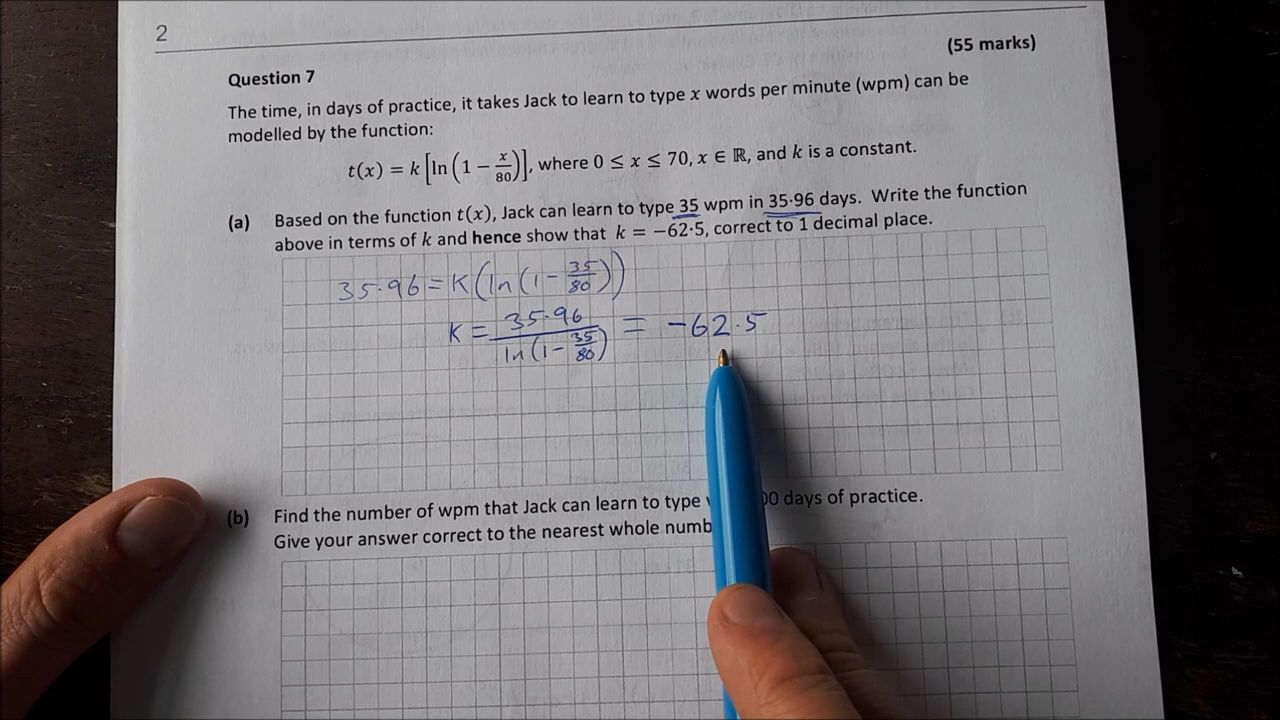 2
(55 marks)
Question 7
The time, in days of practice, it takes Jack to learn to type x words per minute (wpm) can be
modelled by the function:
t(x) = k [ln (1 − x/80)], where 0 ≤ x ≤ 70, x ∈ ℝ, and k is a constant.
(a) Based on the function t(x), Jack can learn to type 35 wpm in 35·96 days. Write the function
above in terms of k and hence show that k = −62·5, correct to 1 decimal place.
35.96 = K(ln(1 − 35/80))
K = 35.96 / ln(1 − 35/80) = −62.5
(b) Find the number of wpm that Jack can learn to type 00 days of practice.
Give your answer correct to the nearest whole numb